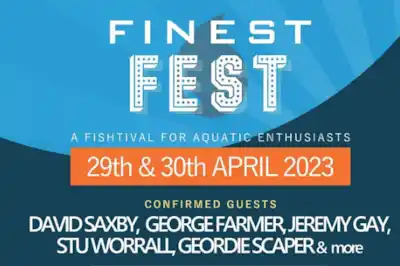 FINEST
FEST
A FISHTIVAL FOR AQUATIC ENTHUSIASTS
29th & 30th APRIL 2023
CONFIRMED GUESTS
DAVID SAXBY, GEORGE FARMER, JEREMY GAY,
STU WORRALL, GEORDIE SCAPER & more